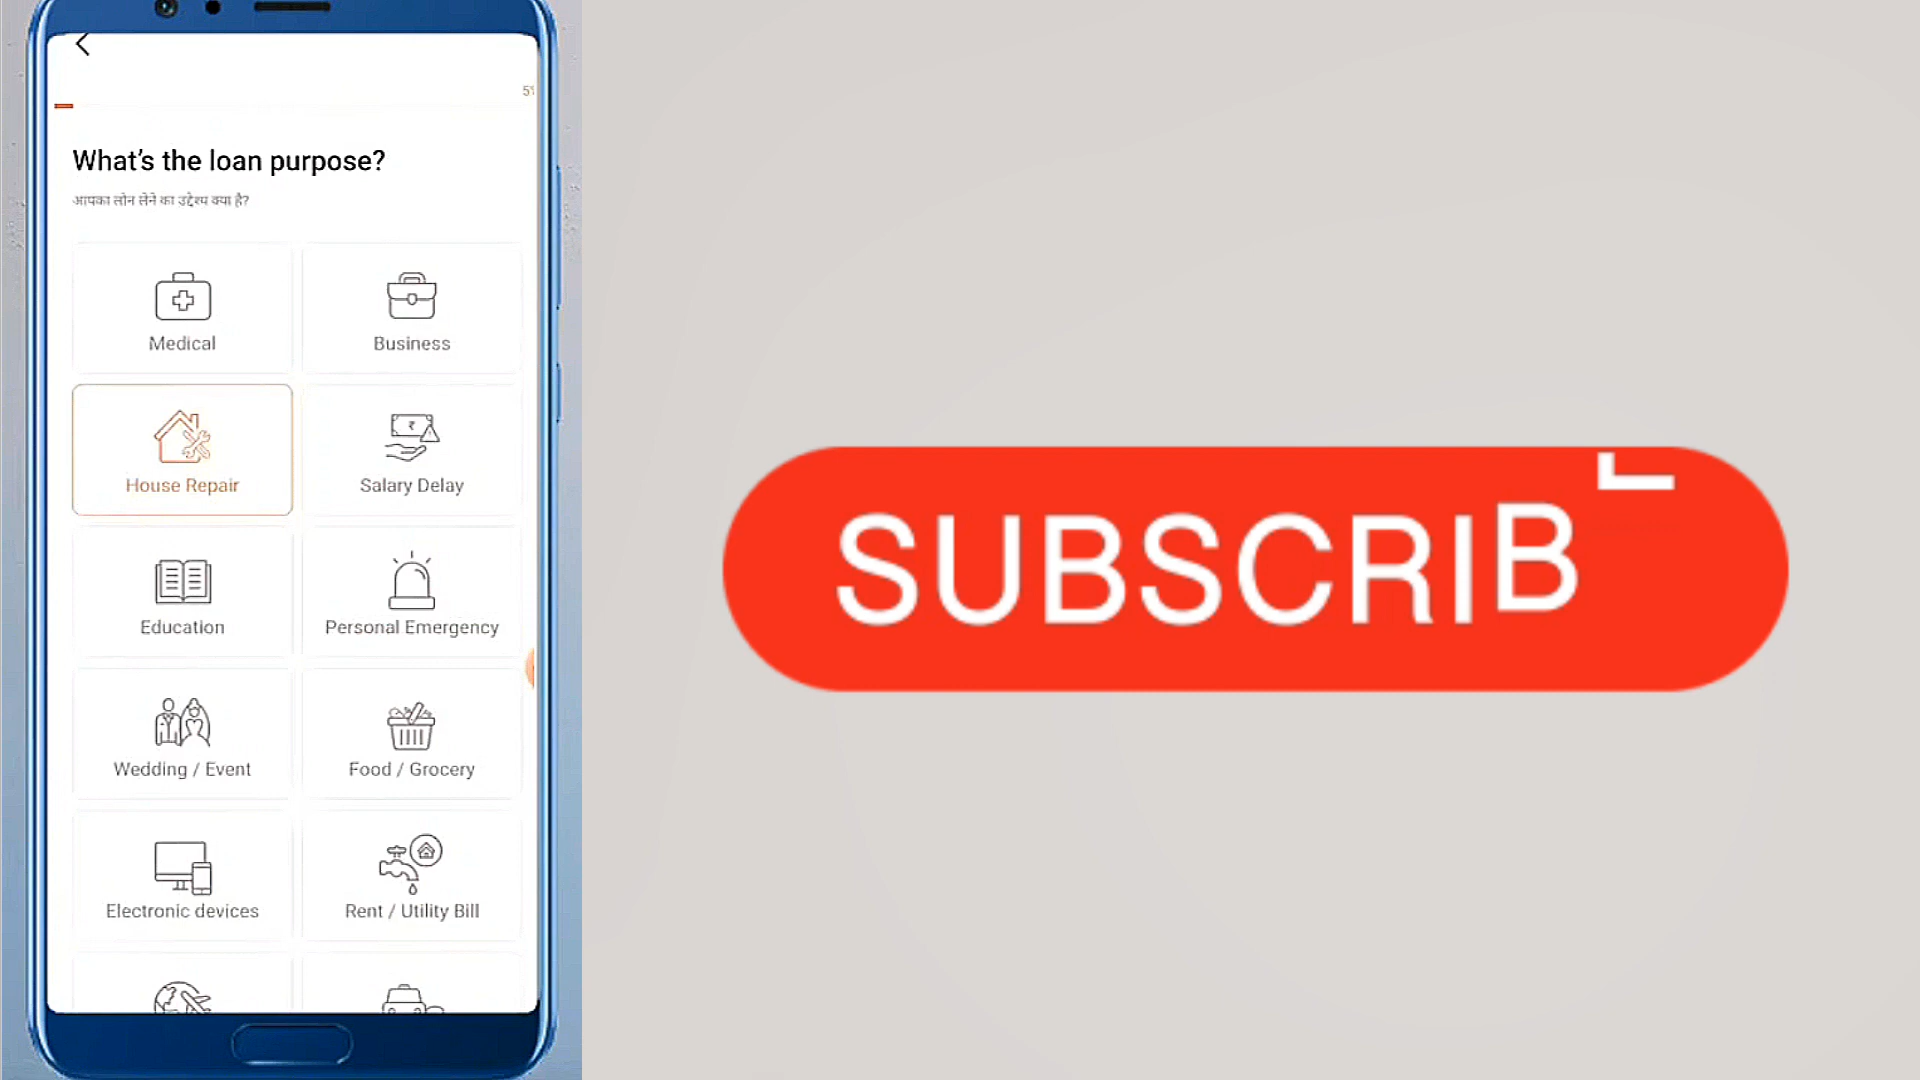 What's the loan purpose?
आपका लोन लेने का उद्देश्य क्या है?
Medical
Business
House Repair
Salary Delay
Education
Personal Emergency
Wedding / Event
Food / Grocery
Electronic devices
Rent / Utility Bill
SUBSCRIB